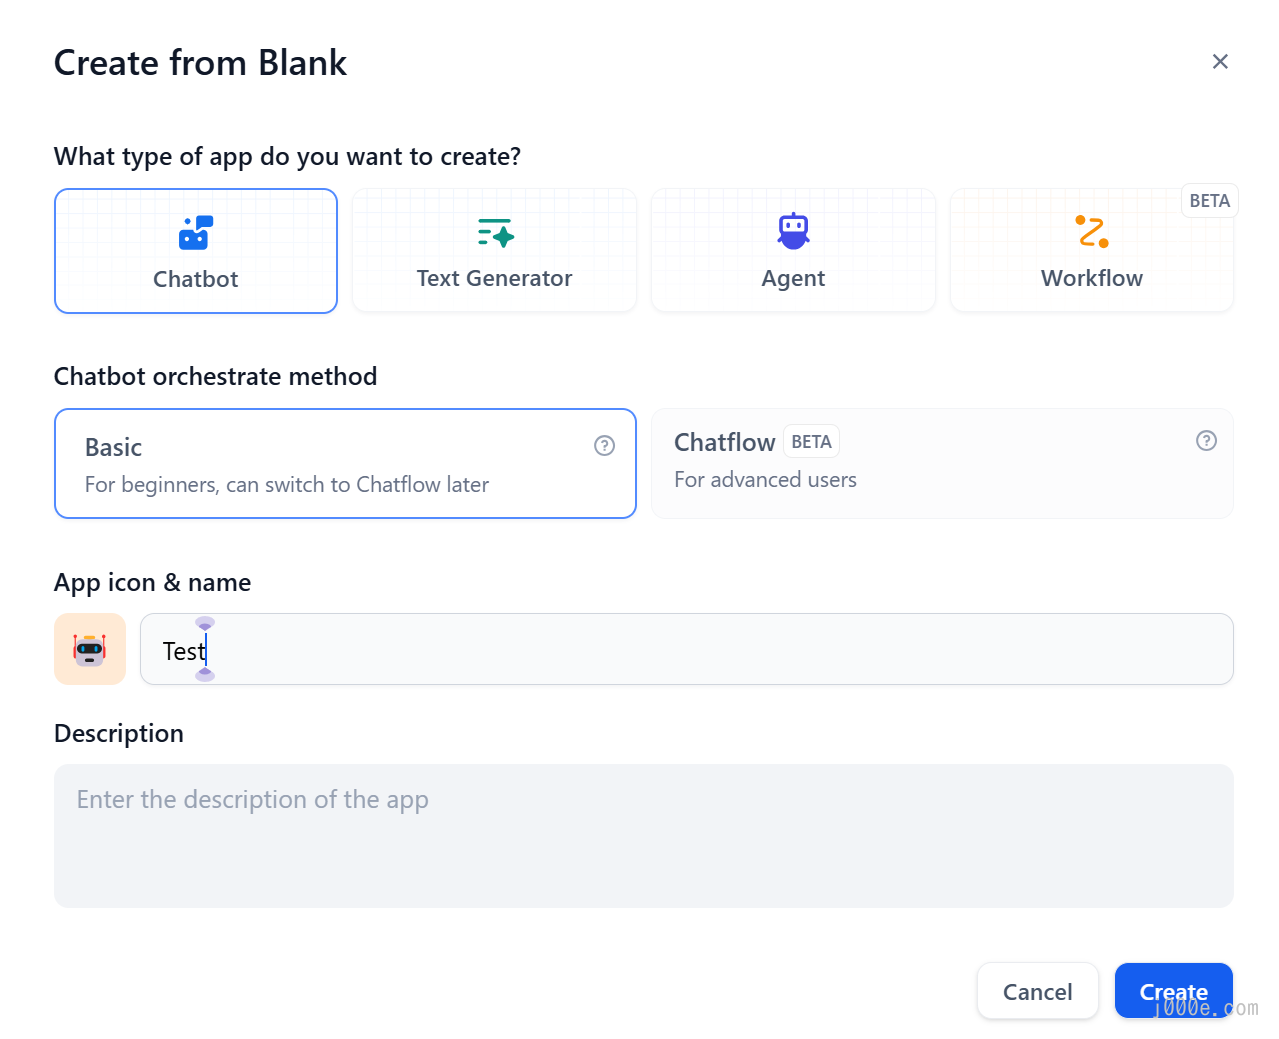 Create from Blank
What type of app do you want to create?
Chatbot
Text Generator
Agent
BETA
Workflow
Chatbot orchestrate method
Basic
For beginners, can switch to Chatflow later
Chatflow BETA
For advanced users
App icon & name
Test
Description
Enter the description of the app
Cancel
Create
j000e.com